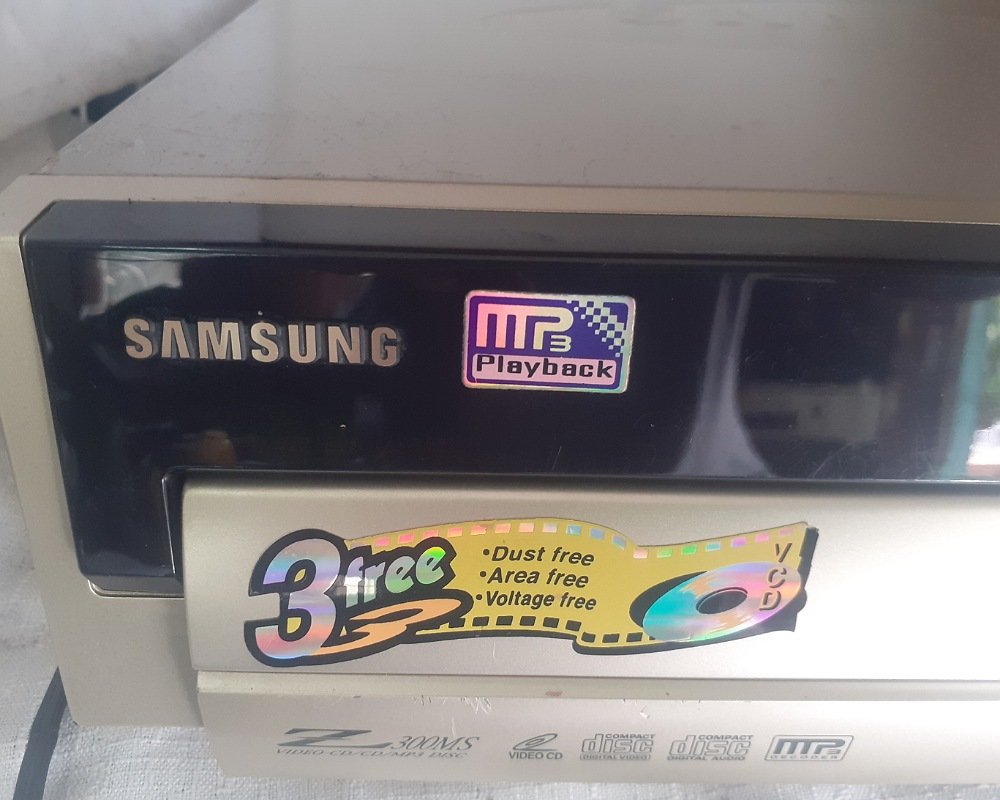 SAMSUNG
MP3
Playback
3 free
•Dust free
•Area free
•Voltage free
VCD
Z 300MS
VIDEO-CD/CD/MP3 DISC
VIDEO CD
COMPACT
disc
DIGITAL VIDEO
COMPACT
disc
DIGITAL AUDIO
MP3
DECODER